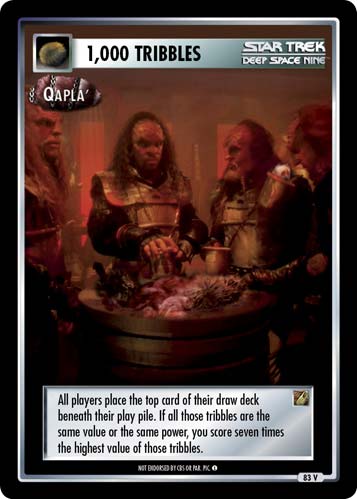 1,000 TRIBBLES
STAR TREK
DEEP SPACE NINE
QAPLA'
All players place the top card of their draw deck
beneath their play pile. If all those tribbles are the
same value or the same power, you score seven times
the highest value of those tribbles.
NOT ENDORSED BY CBS OR PAR. PIC.
83 V